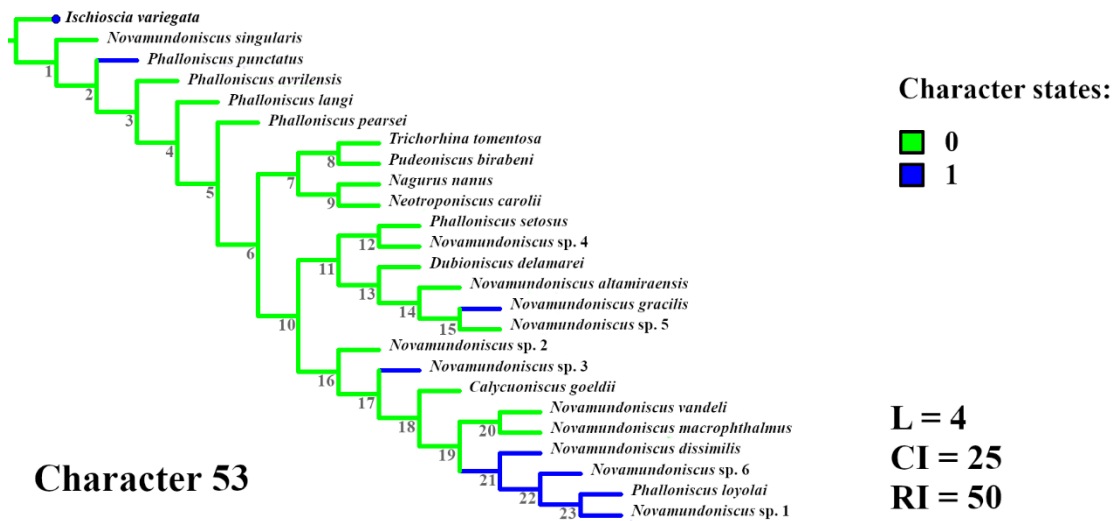 Ischioscia variegata
Novamundoniscus singularis
1
Phalloniscus punctatus
2
Phalloniscus avrilensis
3
Phalloniscus langi
4
Phalloniscus pearsei
5
Trichorhina tomentosa
8
Pudeoniscus birabeni
7
Nagurus nanus
9
Neotroponiscus carolii
6
Phalloniscus setosus
12
Novamundoniscus sp. 4
11
Dubioniscus delamarei
13
Novamundoniscus altamiraensis
14
Novamundoniscus gracilis
15
Novamundoniscus sp. 5
10
Novamundoniscus sp. 2
16
Novamundoniscus sp. 3
17
Calycuoniscus goeldii
18
Novamundoniscus vandeli
20
Novamundoniscus macrophthalmus
19
Novamundoniscus dissimilis
21
Novamundoniscus sp. 6
22
Phalloniscus loyolai
23
Novamundoniscus sp. 1
Character states:
0
1
L = 4
CI = 25
RI = 50
Character 53